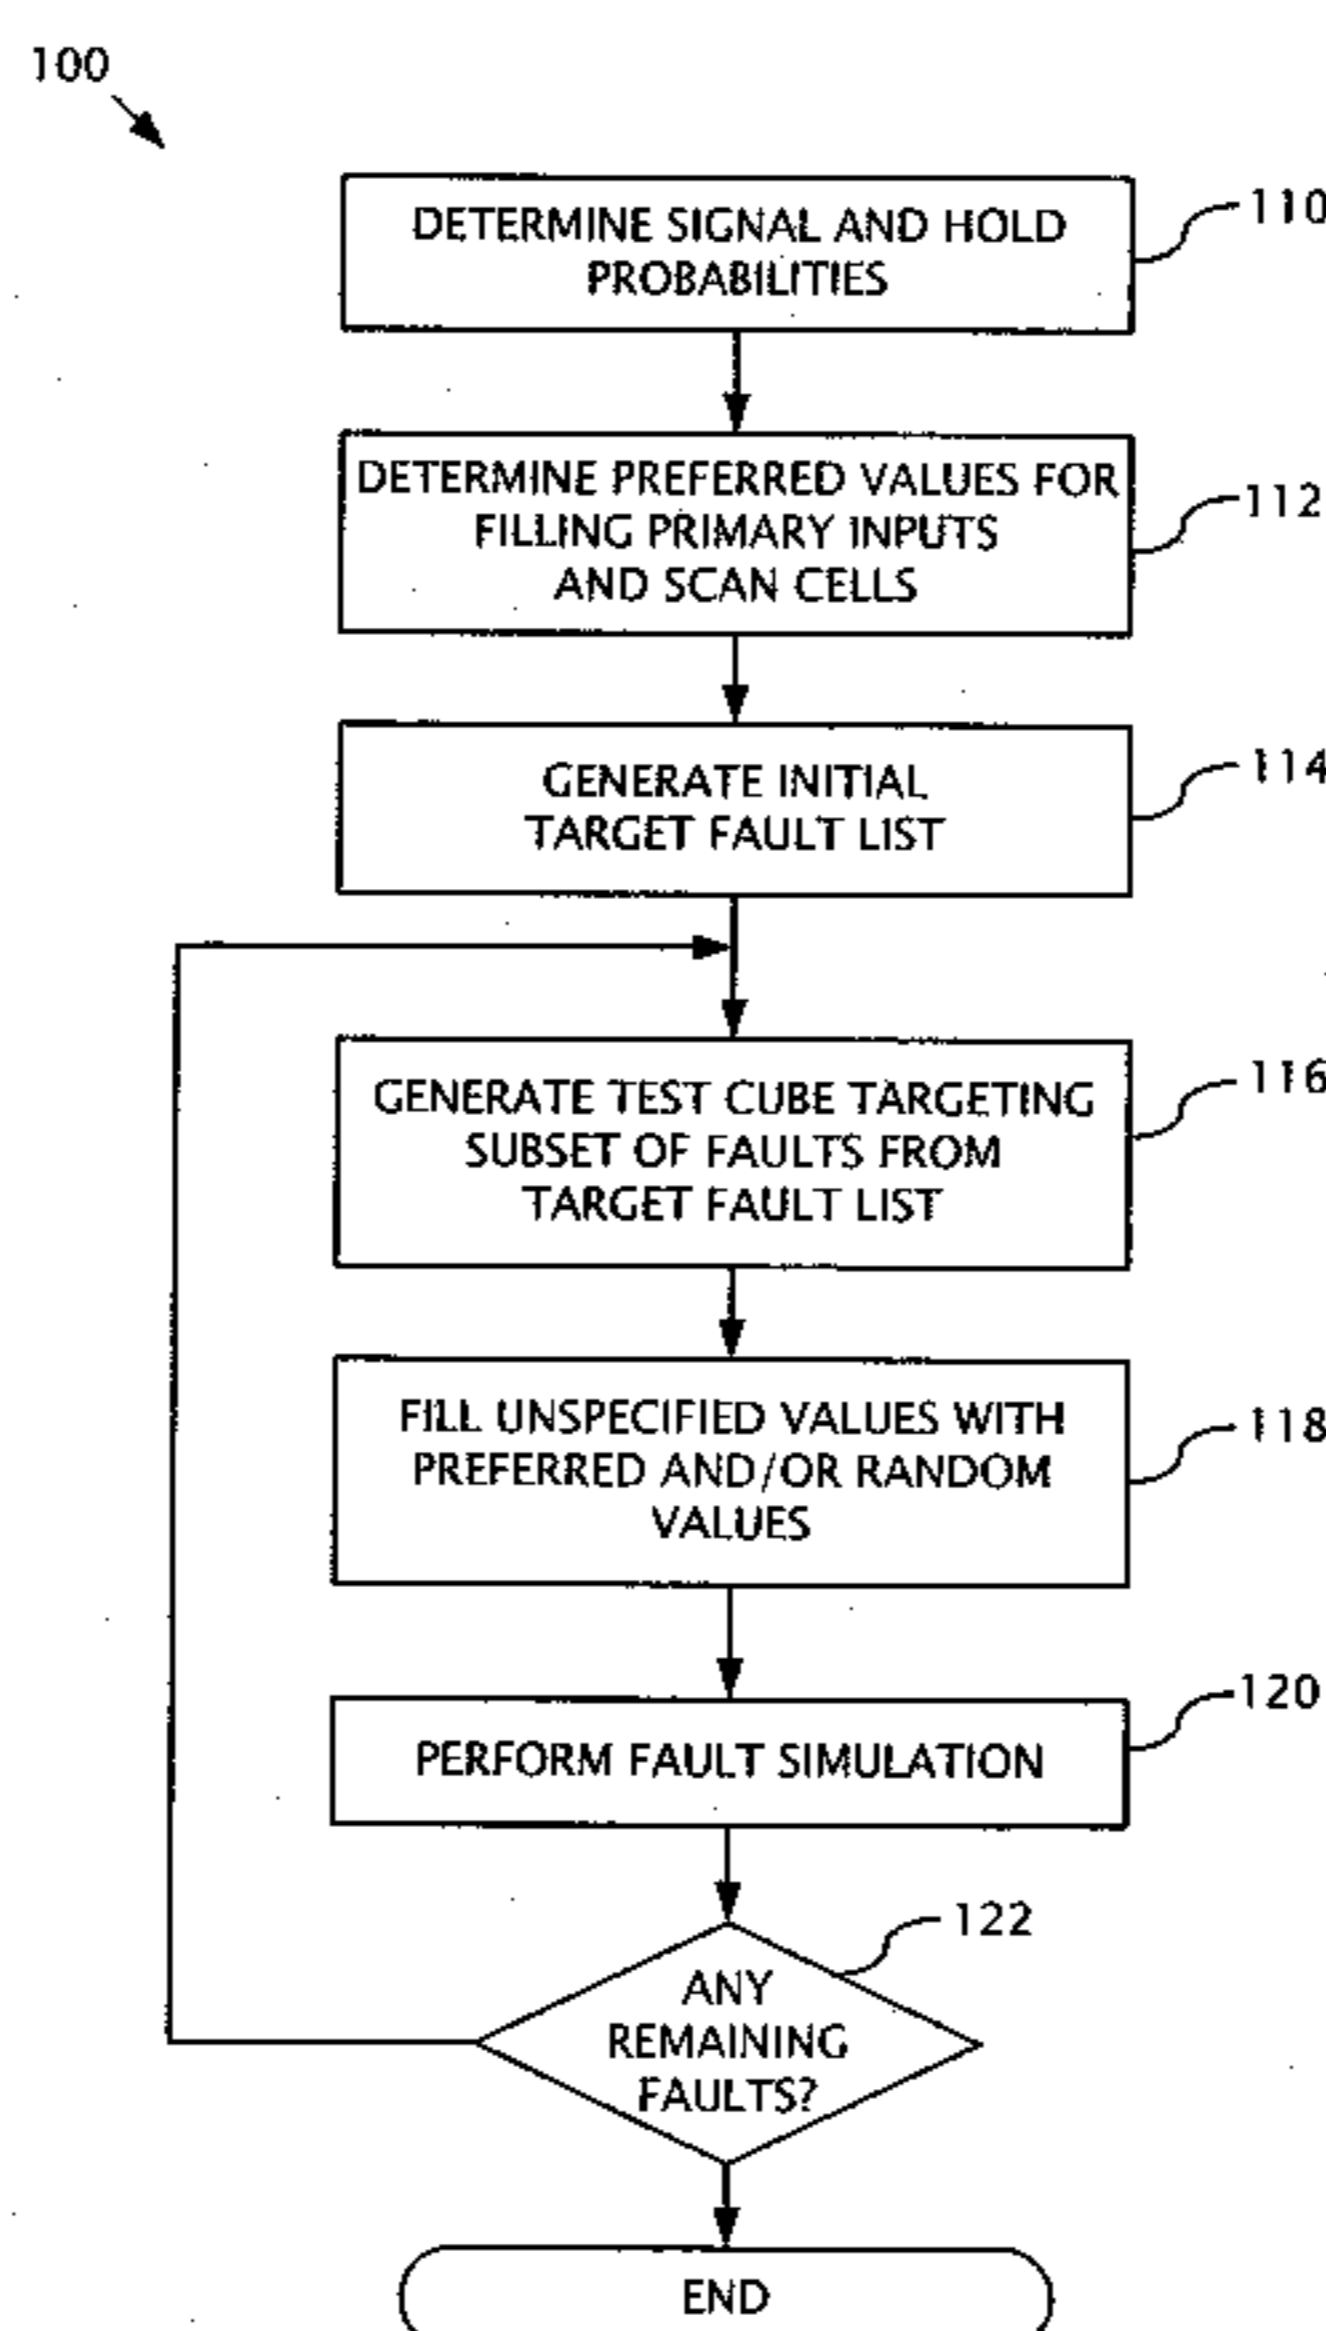 100
DETERMINE SIGNAL AND HOLD
PROBABILITIES
110
DETERMINE PREFERRED VALUES FOR
FILLING PRIMARY INPUTS
AND SCAN CELLS
112
GENERATE INITIAL
TARGET FAULT LIST
114
GENERATE TEST CUBE TARGETING
SUBSET OF FAULTS FROM
TARGET FAULT LIST
116
FILL UNSPECIFIED VALUES WITH
PREFERRED AND/OR RANDOM
VALUES
118
PERFORM FAULT SIMULATION
120
ANY
REMAINING
FAULTS?
122
END